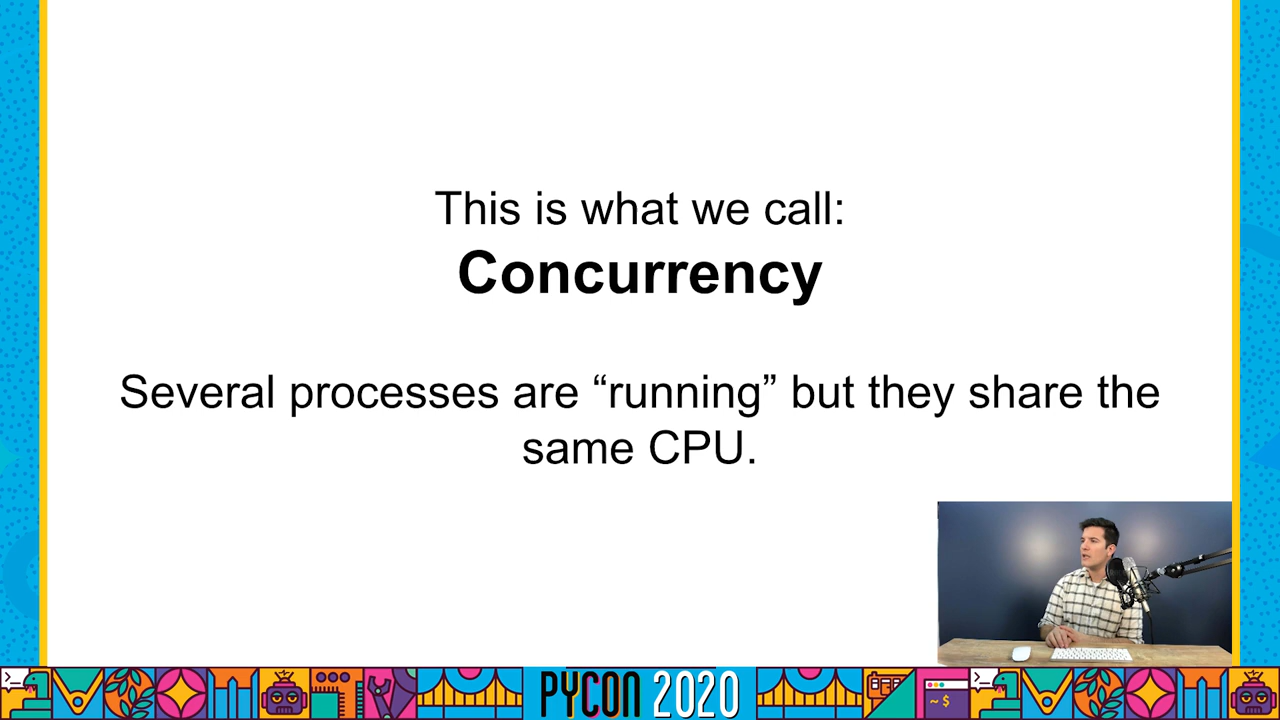 This is what we call:
Concurrency
Several processes are “running” but they share the
same CPU.
PYCON 2020
~ $